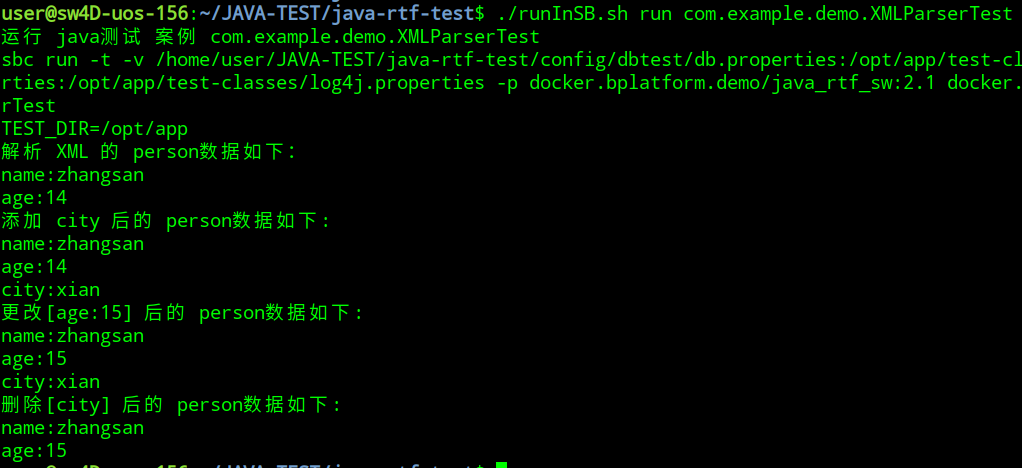 user@sw4D-uos-156:~/JAVA-TEST/java-rtf-test$ ./runInSB.sh run com.example.demo.XMLParserTest
运行 java测试 案例 com.example.demo.XMLParserTest
sbc run -t -v /home/user/JAVA-TEST/java-rtf-test/config/dbtest/db.properties:/opt/app/test-cl
rties:/opt/app/test-classes/log4j.properties -p docker.bplatform.demo/java_rtf_sw:2.1 docker.
rTest
TEST_DIR=/opt/app
解析 XML 的 person数据如下:
name:zhangsan
age:14
添加 city 后的 person数据如下:
name:zhangsan
age:14
city:xian
更改[age:15] 后的 person数据如下:
name:zhangsan
age:15
city:xian
删除[city] 后的 person数据如下:
name:zhangsan
age:15